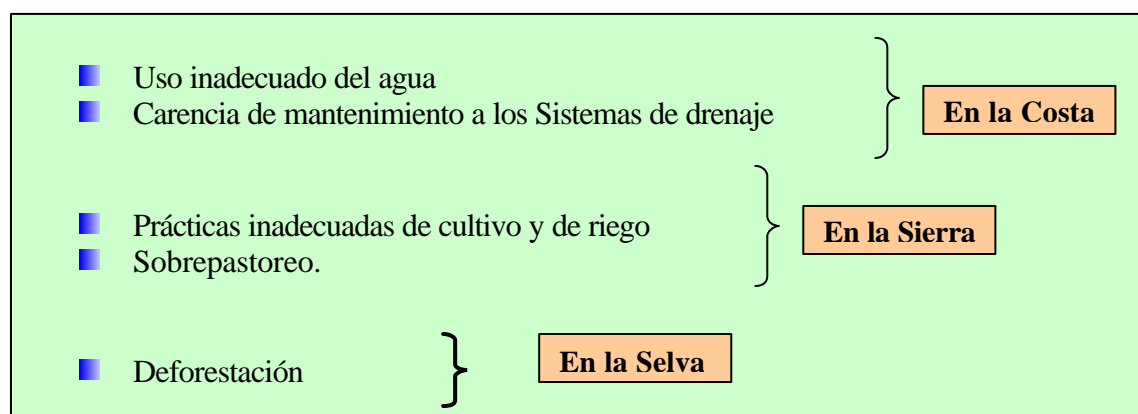 Uso inadecuado del agua
Carencia de mantenimiento a los Sistemas de drenaje
En la Costa
Prácticas inadecuadas de cultivo y de riego
Sobrepastoreo.
En la Sierra
Deforestación
En la Selva